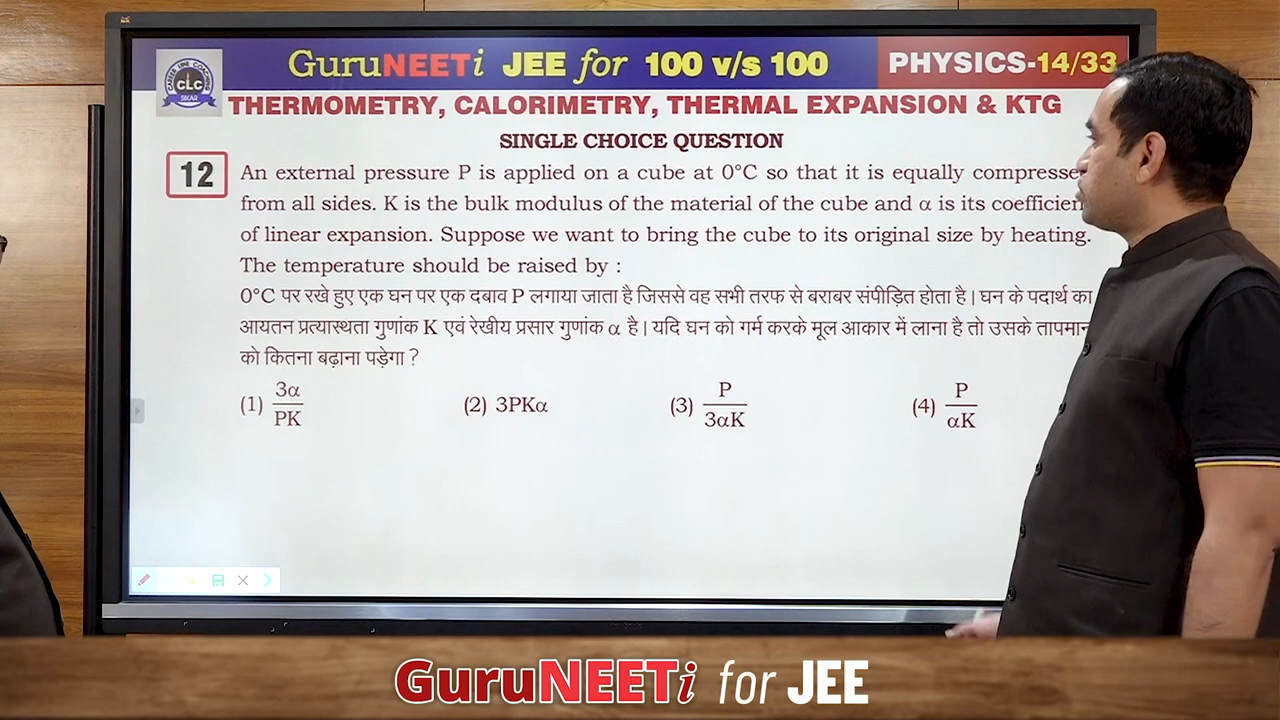 GuruNEETi JEE for 100 v/s 100
PHYSICS-14/33
CLC
SIKAR
THERMOMETRY, CALORIMETRY, THERMAL EXPANSION & KTG
SINGLE CHOICE QUESTION
12
An external pressure P is applied on a cube at 0°C so that it is equally compresse
from all sides. K is the bulk modulus of the material of the cube and α is its coefficien
of linear expansion. Suppose we want to bring the cube to its original size by heating.
The temperature should be raised by :
0°C पर रखे हुए एक घन पर एक दबाव P लगाया जाता है जिससे वह सभी तरफ से बराबर संपीड़ित होता है। घन के पदार्थ का
आयतन प्रत्यास्थता गुणांक K एवं रेखीय प्रसार गुणांक α है। यदि घन को गर्म करके मूल आकार में लाना है तो उसके तापमान
को कितना बढ़ाना पड़ेगा ?
(1) 3α/PK (2) 3PKα (3) P/3αK (4) P/αK
GuruNEETi for JEE